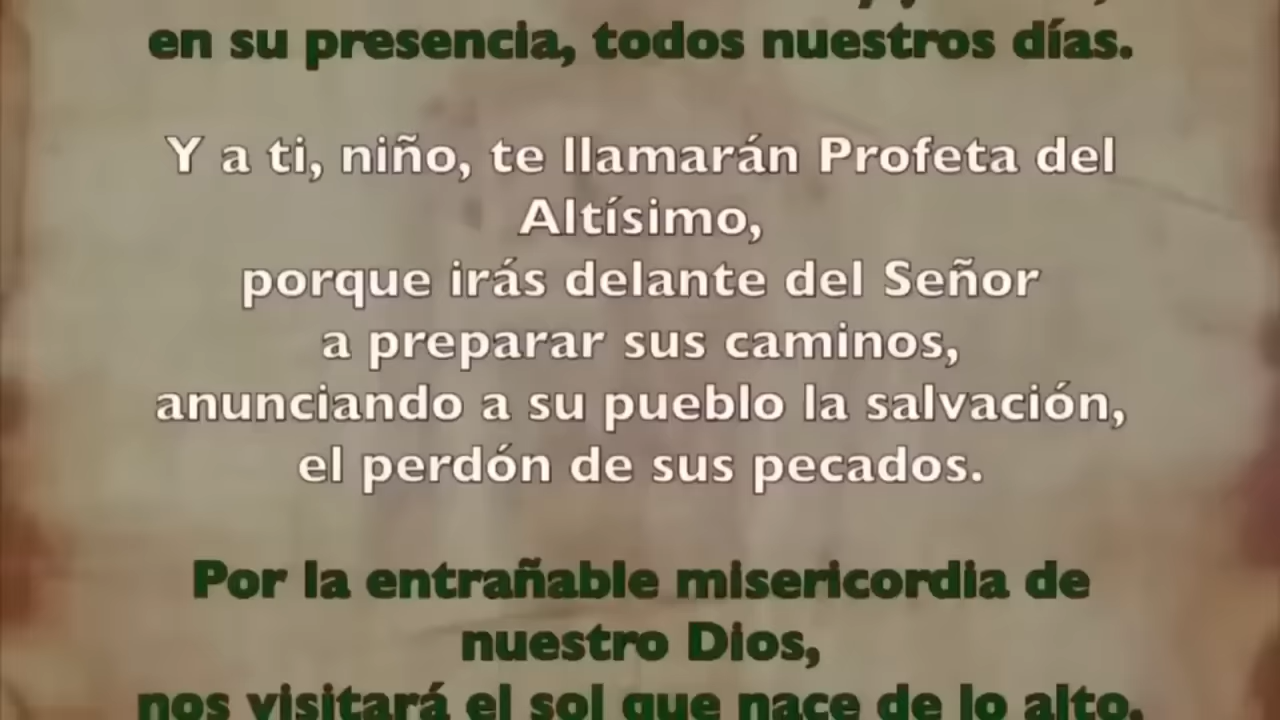 en su presencia, todos nuestros días.
Y a ti, niño, te llamarán Profeta del
Altísimo,
porque irás delante del Señor
a preparar sus caminos,
anunciando a su pueblo la salvación,
el perdón de sus pecados.
Por la entrañable misericordia de
nuestro Dios,
nos visitará el sol que nace de lo alto,